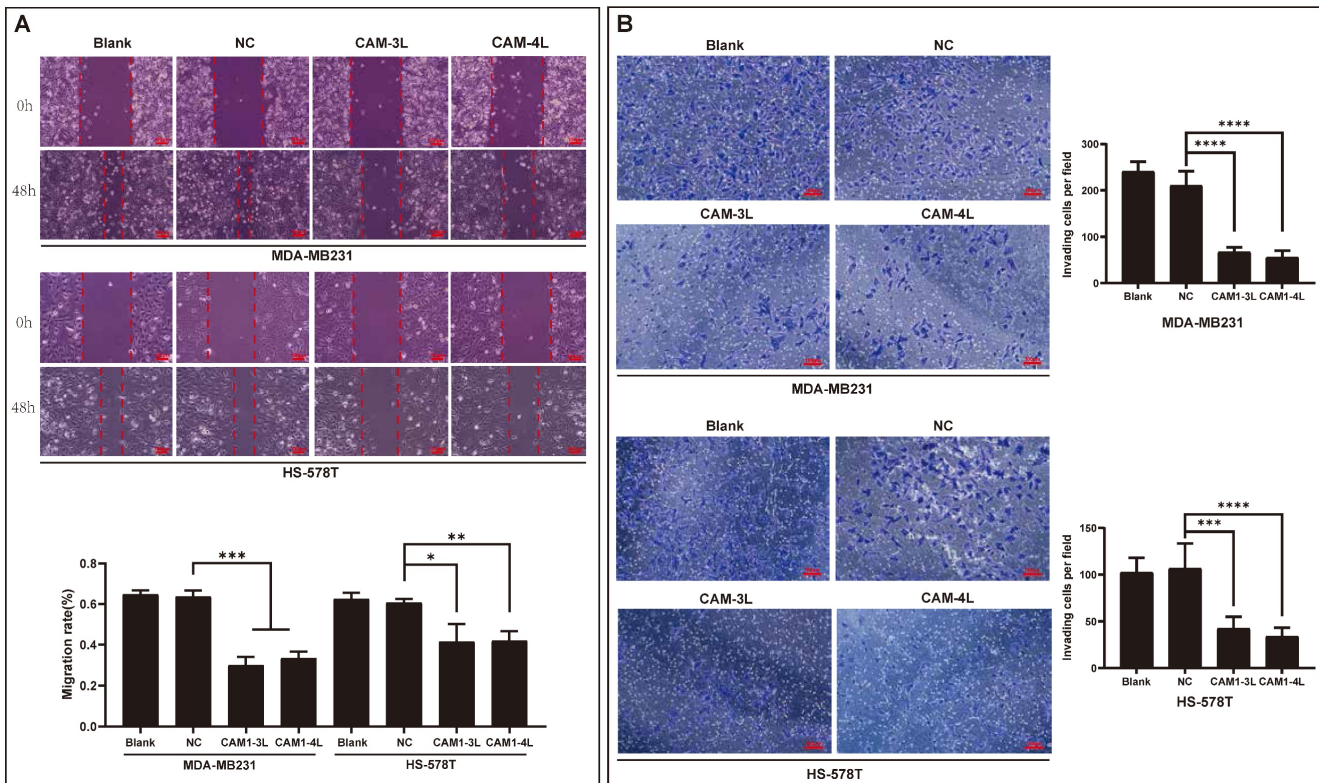 A
Blank NC CAM-3L CAM-4L
0h
48h
MDA-MB231
0h
48h
HS-578T
*** * **
Migration rate(%)
0.8
0.6
0.4
0.2
0.0
Blank NC CAM1-3L CAM1-4L Blank NC CAM1-3L CAM1-4L
MDA-MB231 HS-578T
B
Blank NC
CAM-3L CAM-4L
MDA-MB231
****
****
Invading cells per field
300
200
100
0
Blank NC CAM1-3L CAM1-4L
MDA-MB231
Blank NC
CAM-3L CAM-4L
HS-578T
****
***
Invading cells per field
150
100
50
0
Blank NC CAM1-3L CAM1-4L
HS-578T